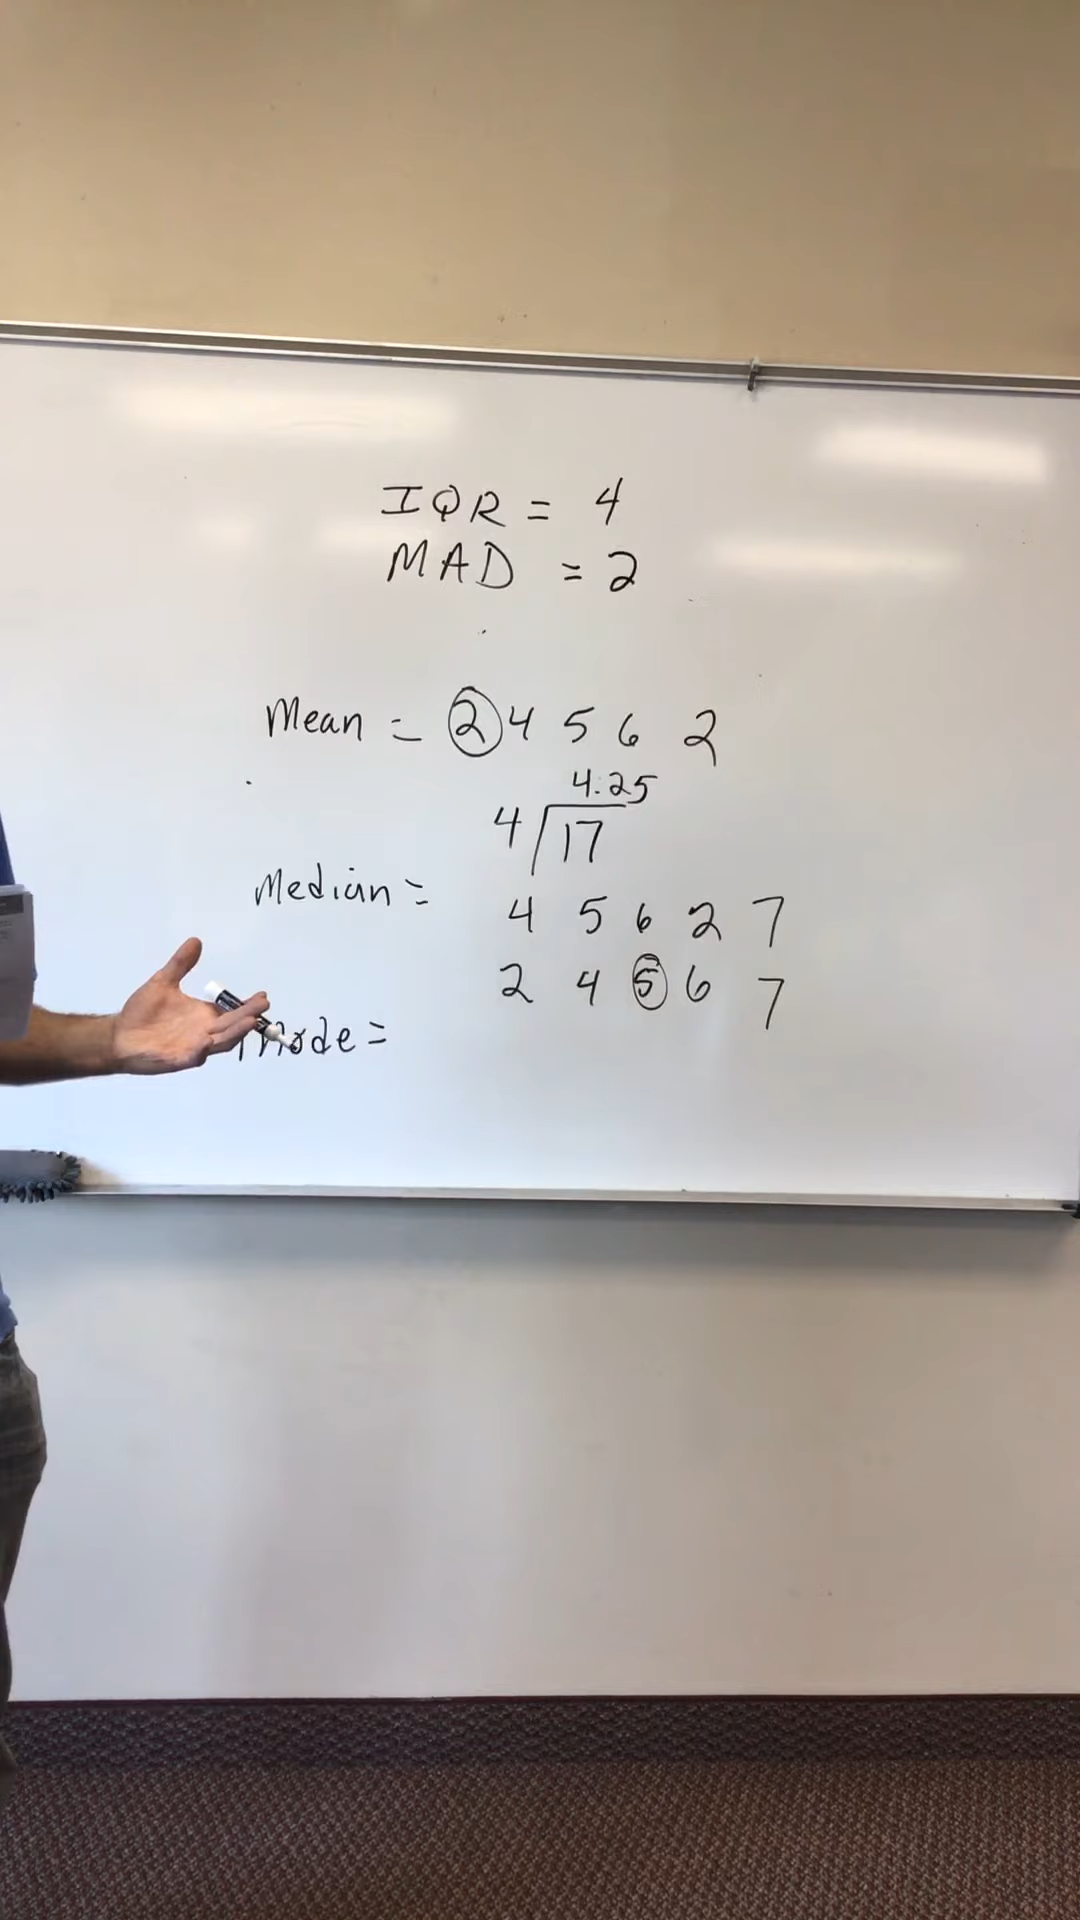 IQR = 4
MAD = 2
Mean = 2 4 5 6 2
4.25
4 17
Median =
4 5 6 2 7
2 4 5 6 7
mode =